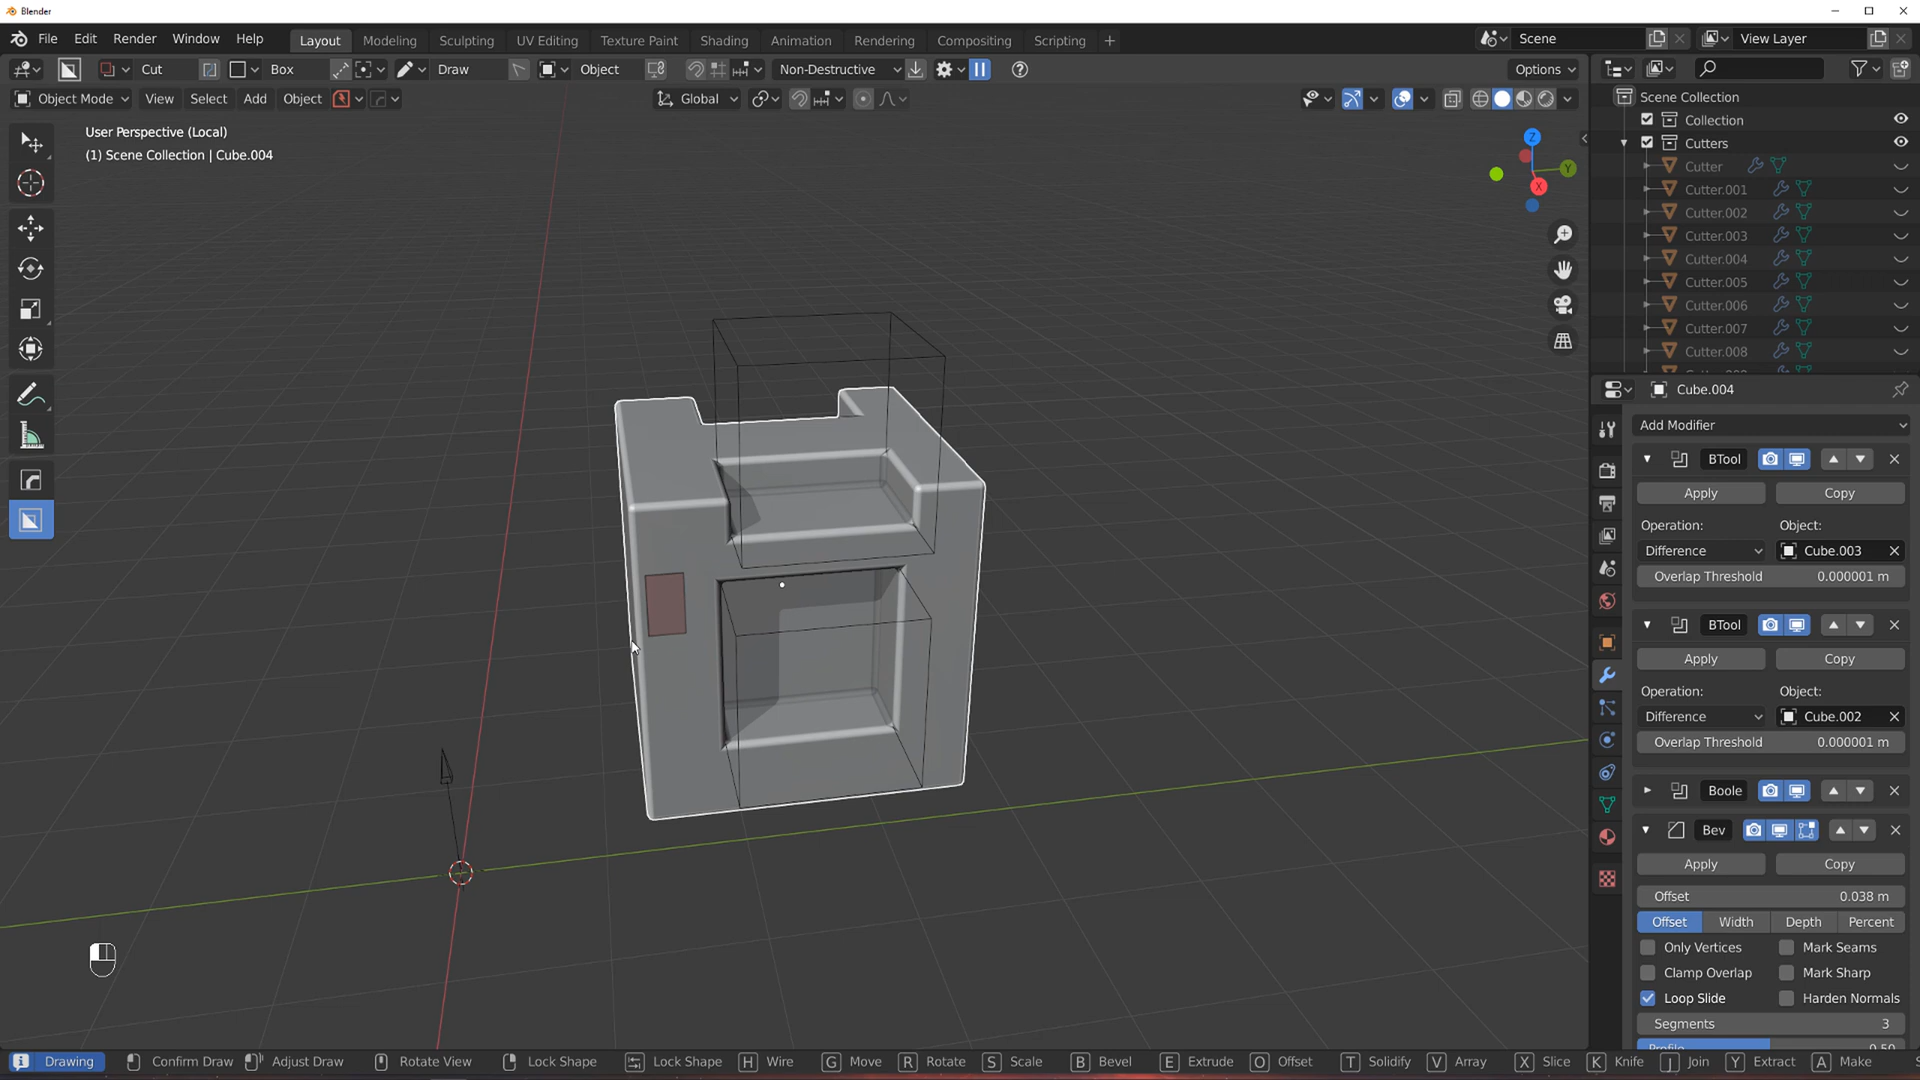 Blender
File Edit Render Window Help Layout Modeling Sculpting UV Editing Texture Paint Shading Animation Rendering Compositing Scripting + Scene View Layer
Cut Box Draw Object Non-Destructive Options
Object Mode View Select Add Object Global
User Perspective (Local)
(1) Scene Collection | Cube.004
Z
Y
X
Scene Collection
Collection
Cutters
Cutter
Cutter.001
Cutter.002
Cutter.003
Cutter.004
Cutter.005
Cutter.006
Cutter.007
Cutter.008
Cube.004
Add Modifier
BTool
Apply Copy
Operation: Object:
Difference Cube.003
Overlap Threshold 0.000001 m
BTool
Apply Copy
Operation: Object:
Difference Cube.002
Overlap Threshold 0.000001 m
Boole
Bev
Apply Copy
Offset 0.038 m
Offset Width Depth Percent
Only Vertices Mark Seams
Clamp Overlap Mark Sharp
Loop Slide Harden Normals
Segments 3
Profile 0.50
Drawing Confirm Draw Adjust Draw Rotate View Lock Shape Lock Shape H Wire G Move R Rotate S Scale B Bevel E Extrude O Offset T Solidify V Array X Slice K Knife J Join Y Extract A Make